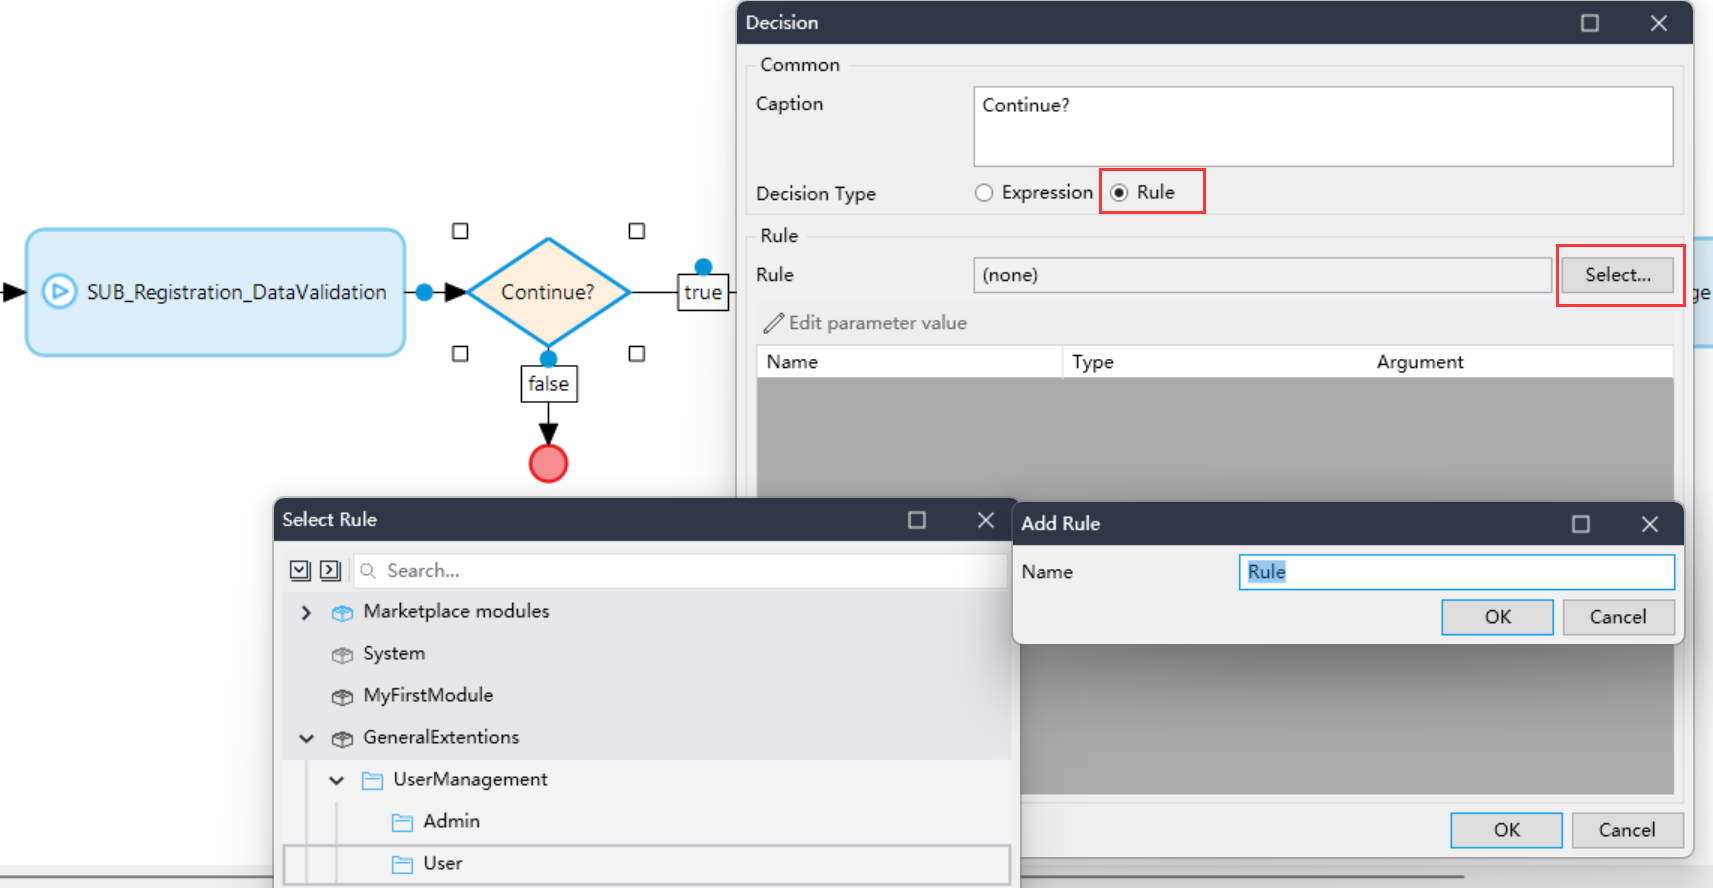 SUB_Registration_DataValidation
Continue?
true
false
Decision
Common
Caption
Continue?
Decision Type
Expression
Rule
Rule
Rule
(none)
Select...
Edit parameter value
Name
Type
Argument
ge
Select Rule
Search...
Marketplace modules
System
MyFirstModule
GeneralExtentions
UserManagement
Admin
User
Add Rule
Name
Rule
OK
Cancel
OK
Cancel